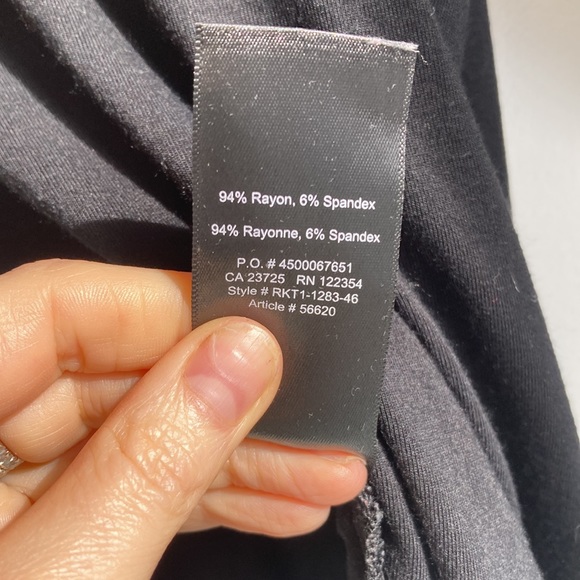 94% Rayon, 6% Spandex
94% Rayonne, 6% Spandex
P.O. # 4500067651
CA 23725 RN 122354
Style # RKT1-1283-46
Article # 56620